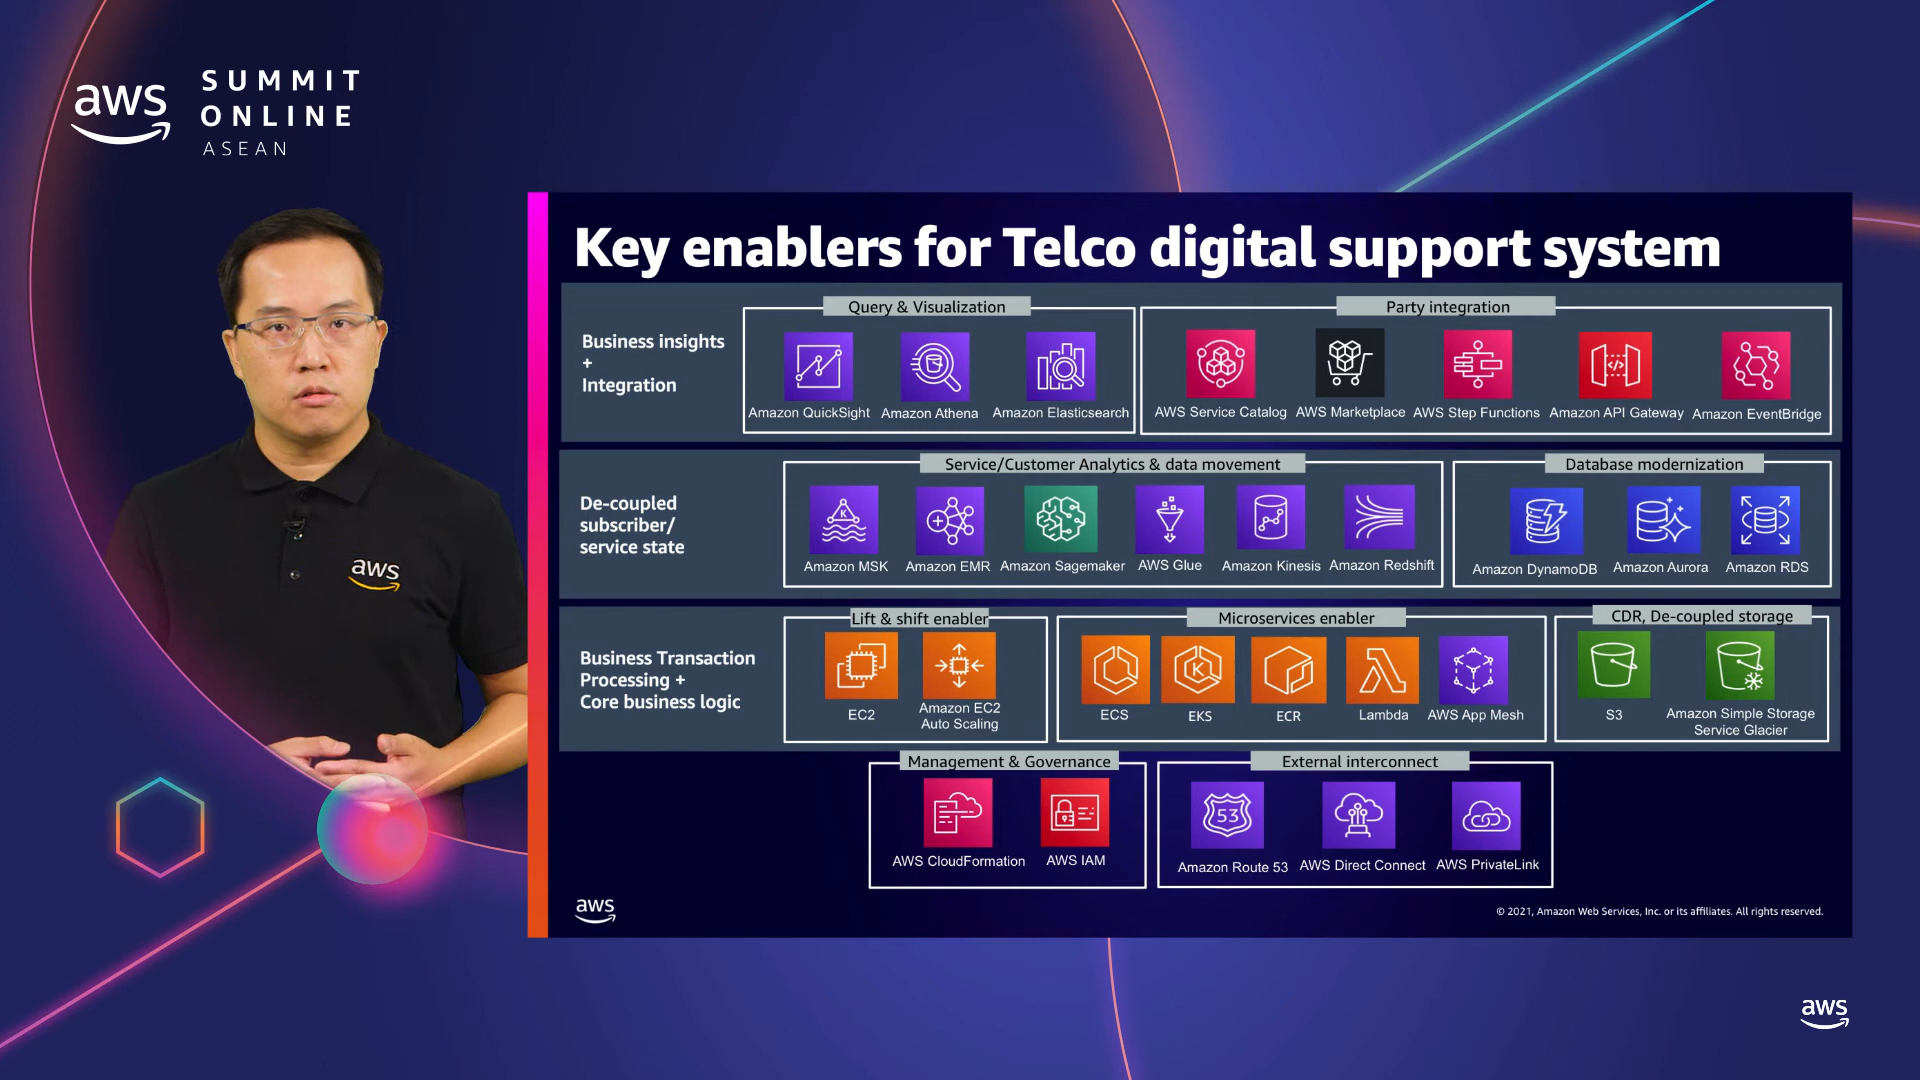 aws
SUMMIT
ONLINE
ASEAN
Key enablers for Telco digital support system
Business insights
+
Integration
Query & Visualization
Amazon QuickSight
Amazon Athena
Amazon Elasticsearch
Party integration
AWS Service Catalog
AWS Marketplace
AWS Step Functions
Amazon API Gateway
Amazon EventBridge
De-coupled
subscriber/
service state
Service/Customer Analytics & data movement
K
Amazon MSK
Amazon EMR
Amazon Sagemaker
AWS Glue
Amazon Kinesis
Amazon Redshift
Database modernization
Amazon DynamoDB
Amazon Aurora
Amazon RDS
Business Transaction
Processing +
Core business logic
Lift & shift enabler
EC2
Amazon EC2
Auto Scaling
Microservices enabler
ECS
K
EKS
ECR
Lambda
AWS App Mesh
CDR, De-coupled storage
S3
Amazon Simple Storage
Service Glacier
Management & Governance
AWS CloudFormation
AWS IAM
External interconnect
53
Amazon Route 53
AWS Direct Connect
AWS PrivateLink
aws
© 2021, Amazon Web Services, Inc. or its affiliates. All rights reserved.
aws
aws